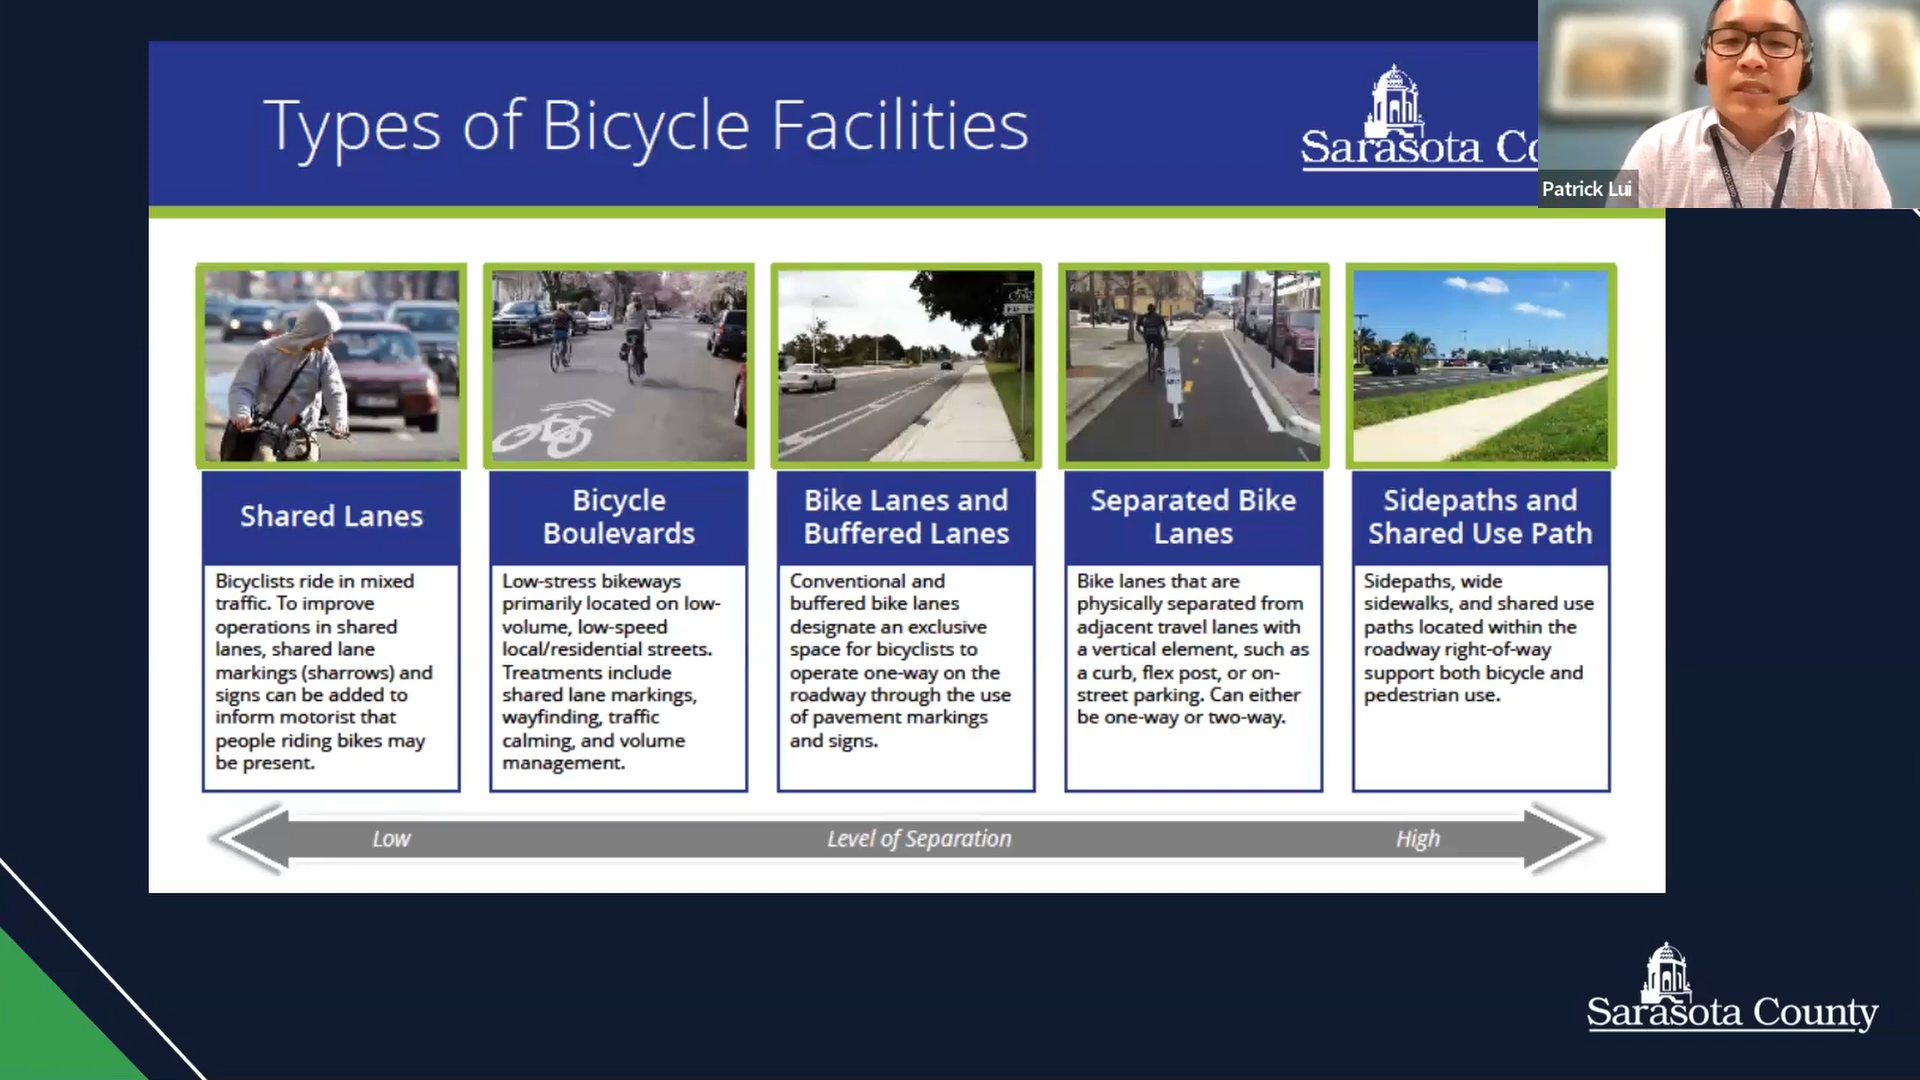 Types of Bicycle Facilities
Sarasota Co
Patrick Lui
Shared Lanes
Bicyclists ride in mixed
traffic. To improve
operations in shared
lanes, shared lane
markings (sharrows) and
signs can be added to
inform motorist that
people riding bikes may
be present.
Bicycle
Boulevards
Low-stress bikeways
primarily located on low-
volume, low-speed
local/residential streets.
Treatments include
shared lane markings,
wayfinding, traffic
calming, and volume
management.
Bike Lanes and
Buffered Lanes
Conventional and
buffered bike lanes
designate an exclusive
space for bicyclists to
operate one-way on the
roadway through the use
of pavement markings
and signs.
Separated Bike
Lanes
Bike lanes that are
physically separated from
adjacent travel lanes with
a vertical element, such as
a curb, flex post, or on-
street parking. Can either
be one-way or two-way.
Sidepaths and
Shared Use Path
Sidepaths, wide
sidewalks, and shared use
paths located within the
roadway right-of-way
support both bicycle and
pedestrian use.
Low
Level of Separation
High
Sarasota County